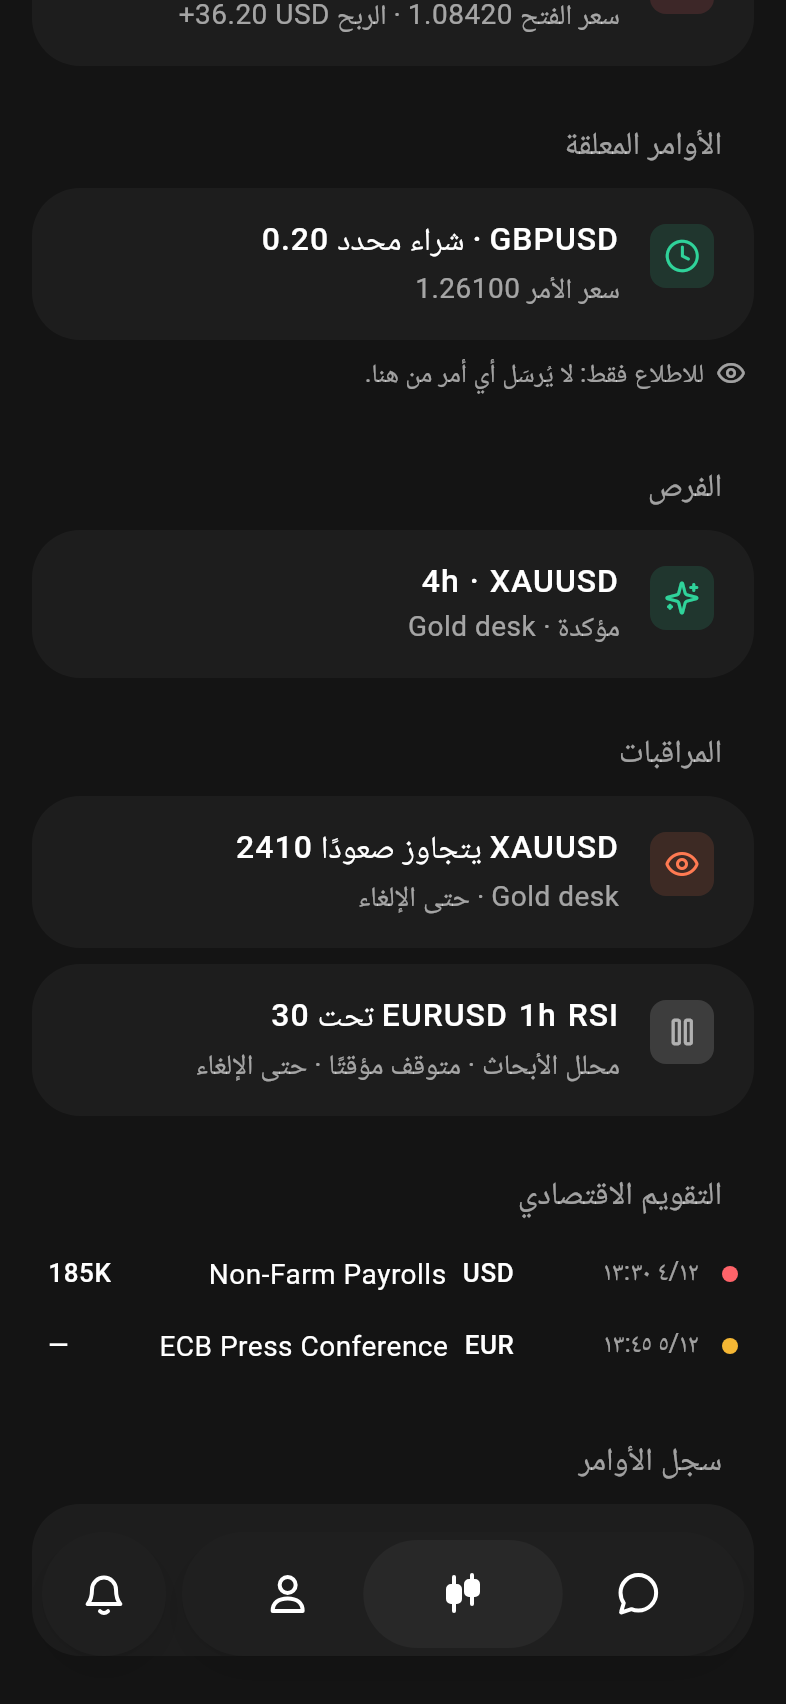 سعر الفتح 1.08420 · الربح ‎+36.20 USD
الأوامر المعلقة
GBPUSD · شراء محدد 0.20
سعر الأمر 1.26100
للاطلاع فقط: لا يُرسَل أي أمر من هنا.
الفرص
XAUUSD · 4h
مؤكدة · Gold desk
المراقبات
XAUUSD يتجاوز صعودًا 2410
Gold desk · حتى الإلغاء
EURUSD 1h RSI تحت 30
محلل الأبحاث · متوقف مؤقتًا · حتى الإلغاء
التقويم الاقتصادي
٤/١٢ ١٣:٣٠ USD Non-Farm Payrolls 185K
٥/١٢ ١٣:٤٥ EUR ECB Press Conference —
سجل الأوامر